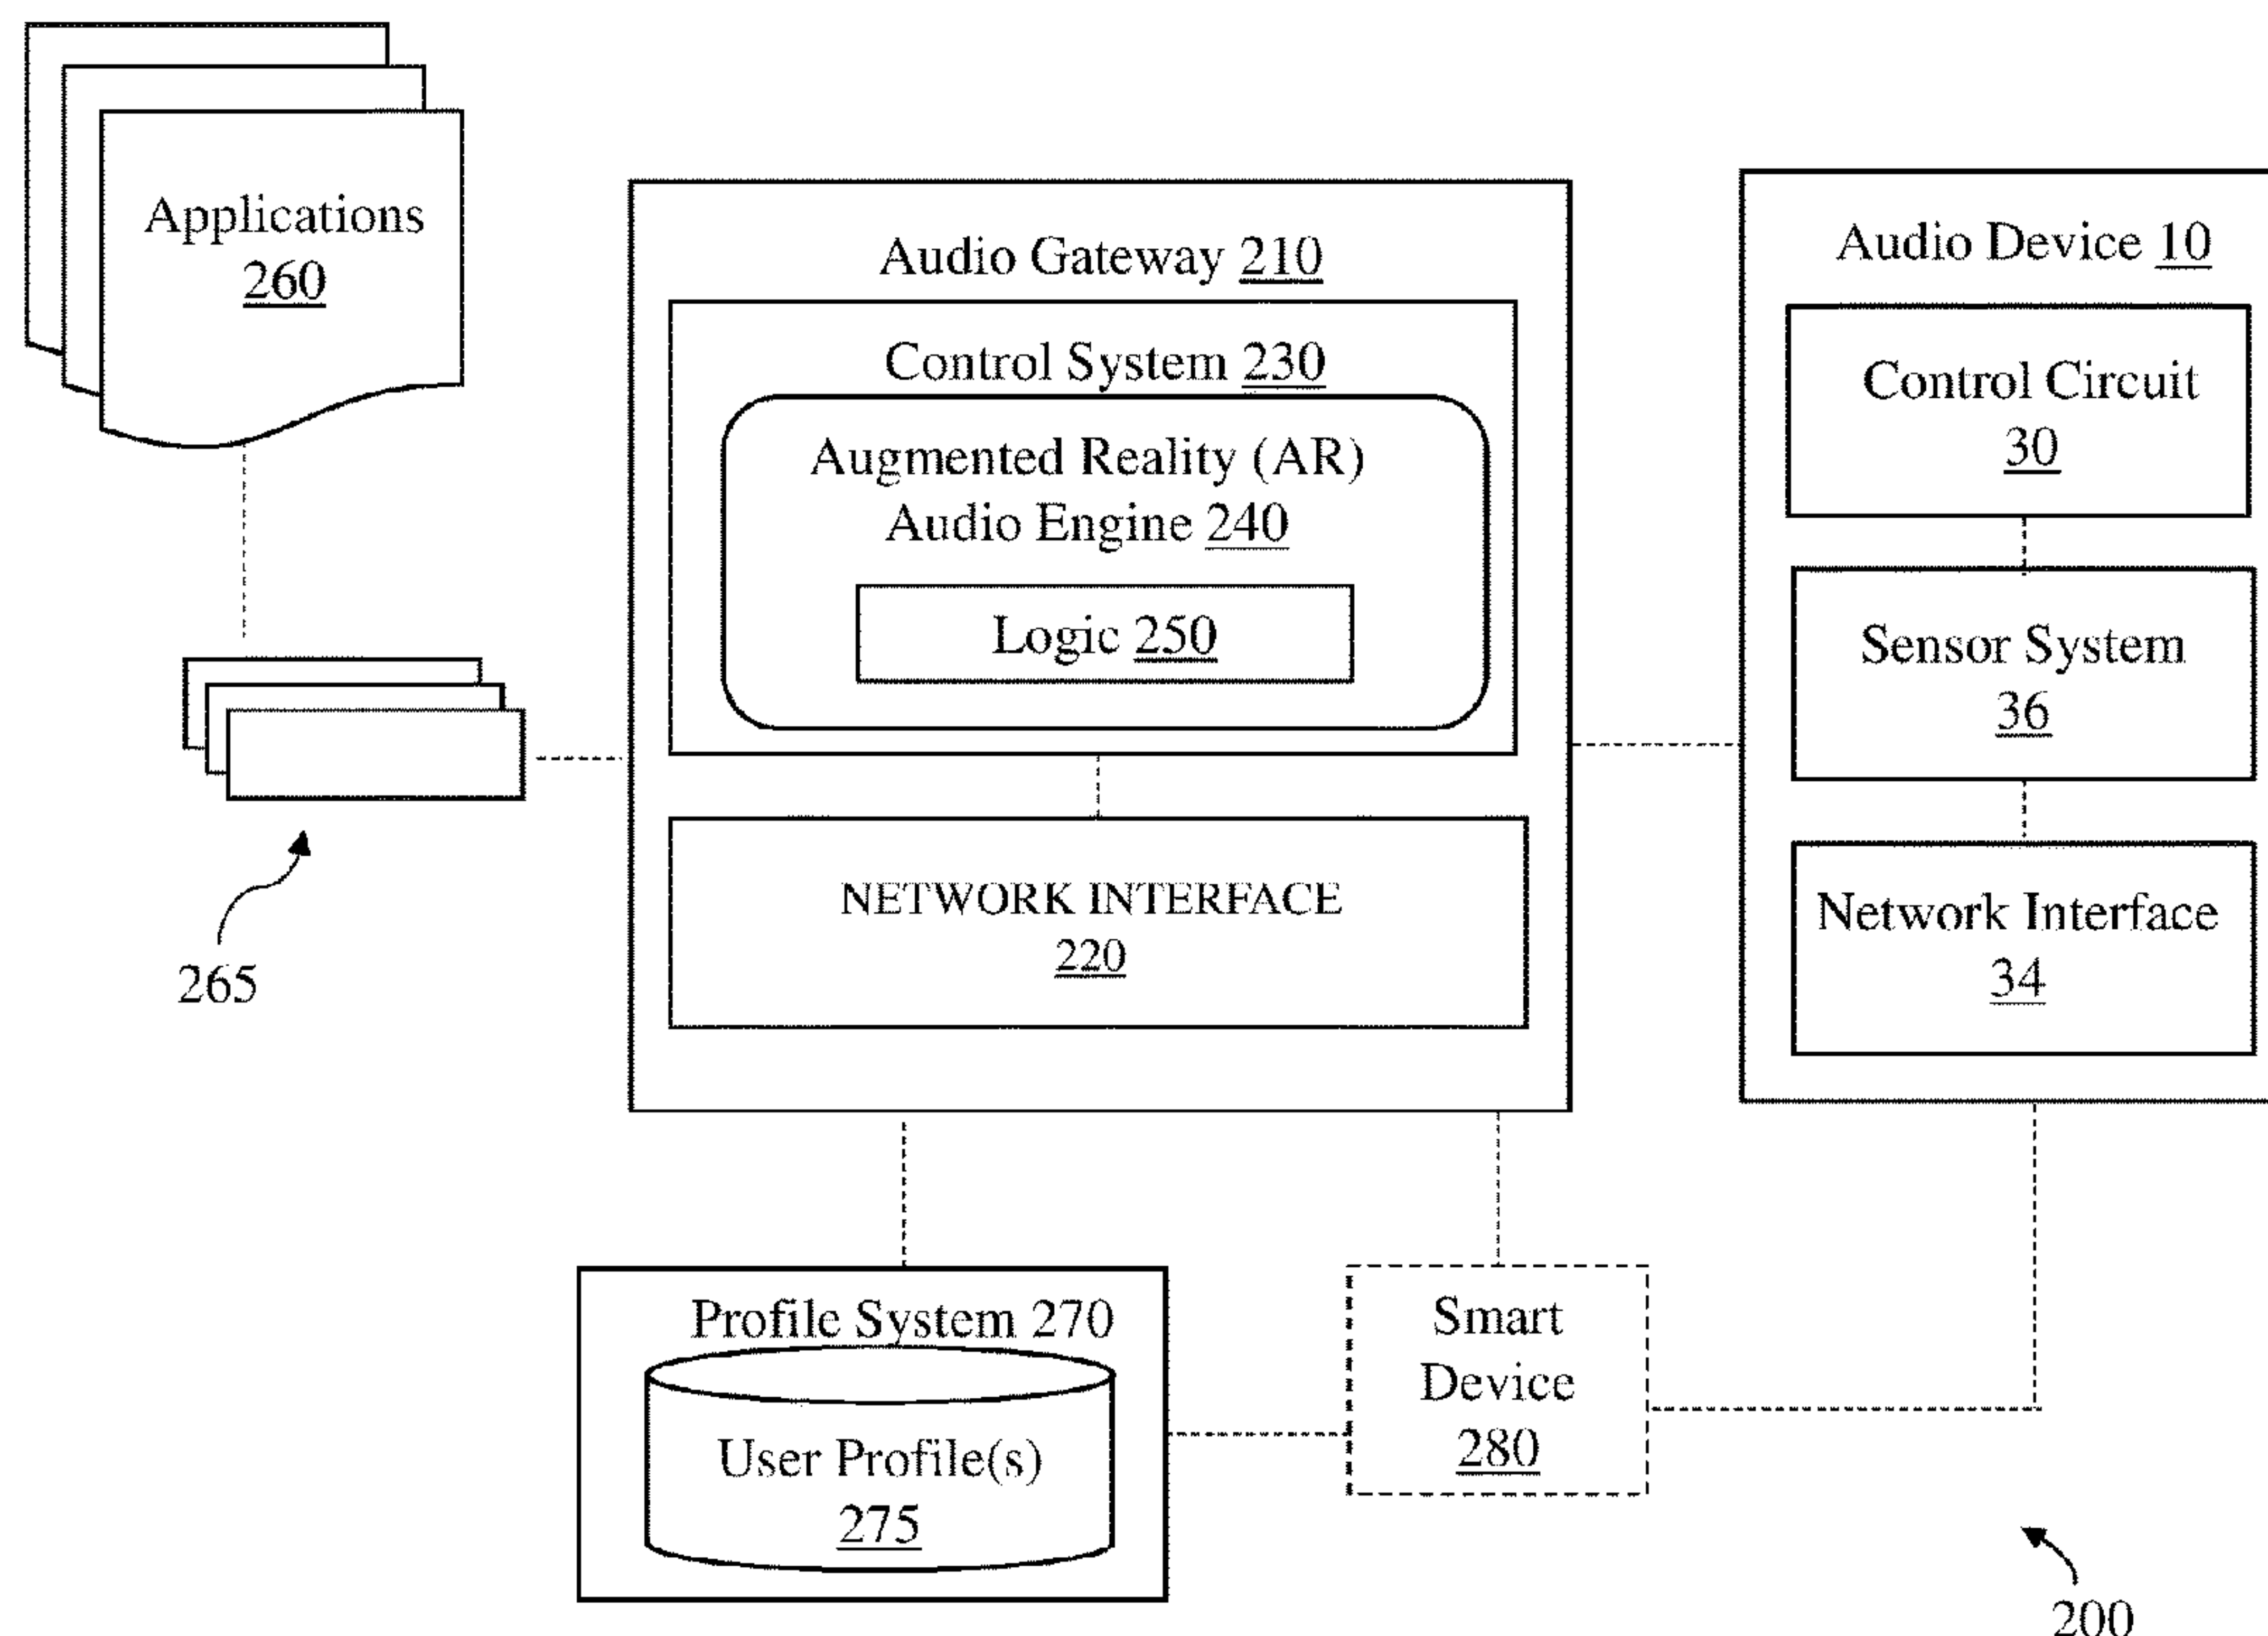 Applications
260
265
Audio Gateway 210
Control System 230
Augmented Reality (AR)
Audio Engine 240
Logic 250
NETWORK INTERFACE
220
Audio Device 10
Control Circuit
30
Sensor System
36
Network Interface
34
Profile System 270
User Profile(s)
275
Smart
Device
280
200